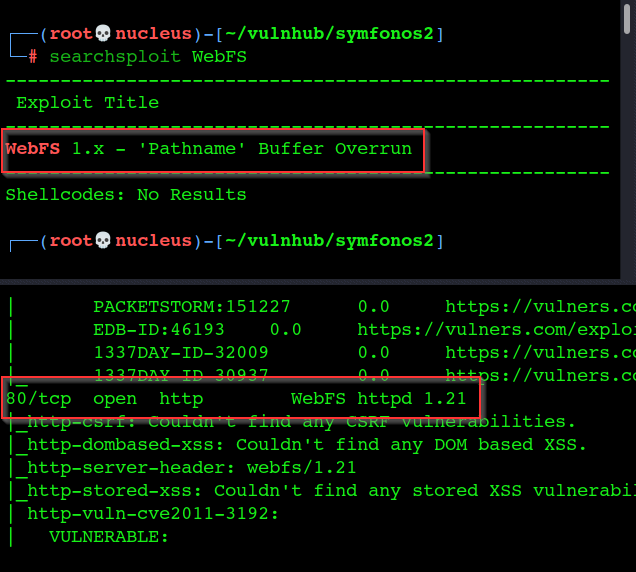 ┌──(root💀nucleus)-[~/vulnhub/symfonos2]
└─# searchsploit WebFS
-------------------------------------------------------
Exploit Title
-------------------------------------------------------
WebFS 1.x - 'Pathname' Buffer Overrun
-------------------------------------------------------
Shellcodes: No Results
┌──(root💀nucleus)-[~/vulnhub/symfonos2]
| PACKETSTORM:151227 0.0 https://vulners.co
| EDB-ID:46193 0.0 https://vulners.com/exploi
| 1337DAY-ID-32009 0.0 https://vulners.co
|_ 1337DAY-ID-30937 0.0 https://vulners.co
80/tcp open http WebFS httpd 1.21
|_http-csrf: Couldn't find any CSRF vulnerabilities.
|_http-dombased-xss: Couldn't find any DOM based XSS.
|_http-server-header: webfs/1.21
|_http-stored-xss: Couldn't find any stored XSS vulnerabil
| http-vuln-cve2011-3192:
| VULNERABLE: